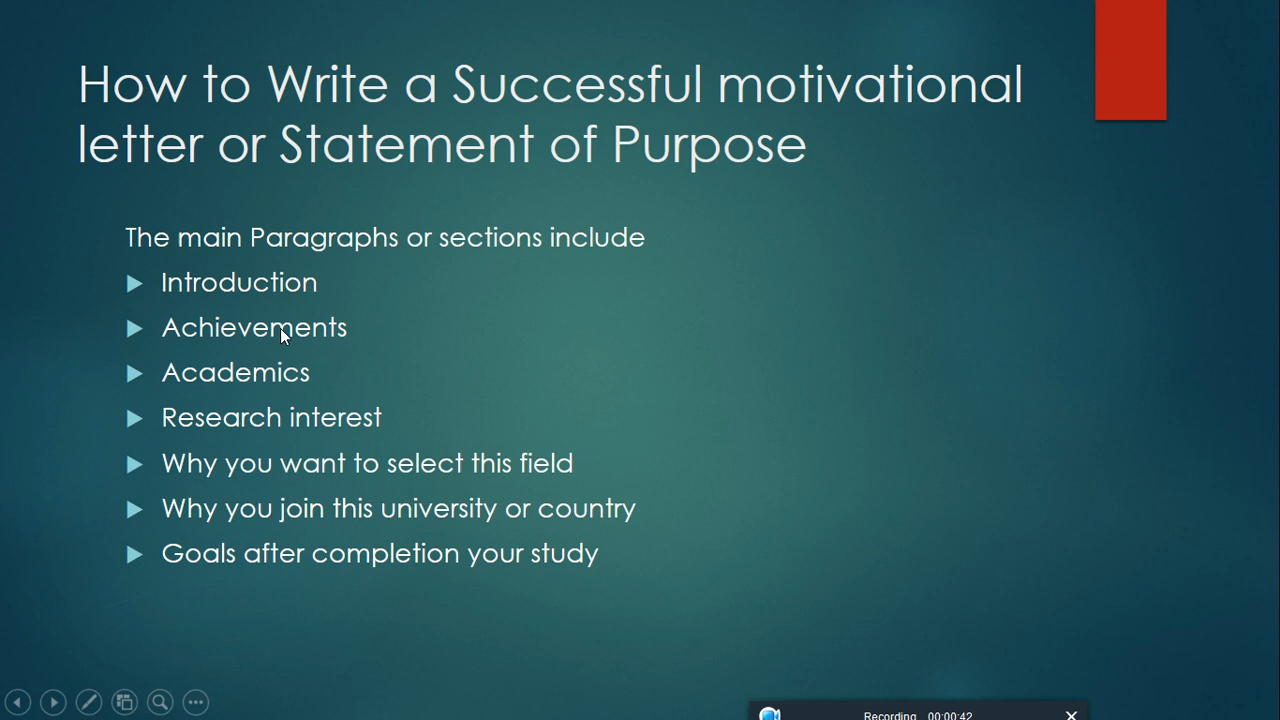 How to Write a Successful motivational
letter or Statement of Purpose
The main Paragraphs or sections include
Introduction
Achievements
Academics
Research interest
Why you want to select this field
Why you join this university or country
Goals after completion your study
Recording 00:00:42